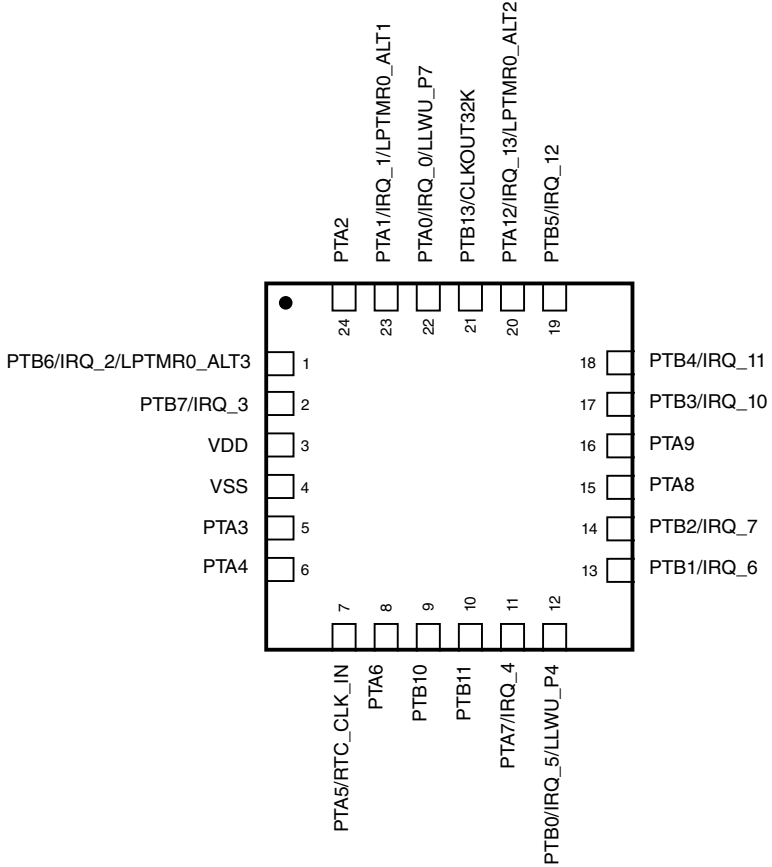 PTA2
PTA1/IRQ_1/LPTMR0_ALT1
PTA0/IRQ_0/LLWU_P7
PTB13/CLKOUT32K
PTA12/IRQ_13/LPTMR0_ALT2
PTB5/IRQ_12
24
23
22
21
20
19
PTB6/IRQ_2/LPTMR0_ALT3 1
PTB7/IRQ_3 2
VDD 3
VSS 4
PTA3 5
PTA4 6
18 PTB4/IRQ_11
17 PTB3/IRQ_10
16 PTA9
15 PTA8
14 PTB2/IRQ_7
13 PTB1/IRQ_6
7
8
9
10
11
12
PTA5/RTC_CLK_IN
PTA6
PTB10
PTB11
PTA7/IRQ_4
PTB0/IRQ_5/LLWU_P4